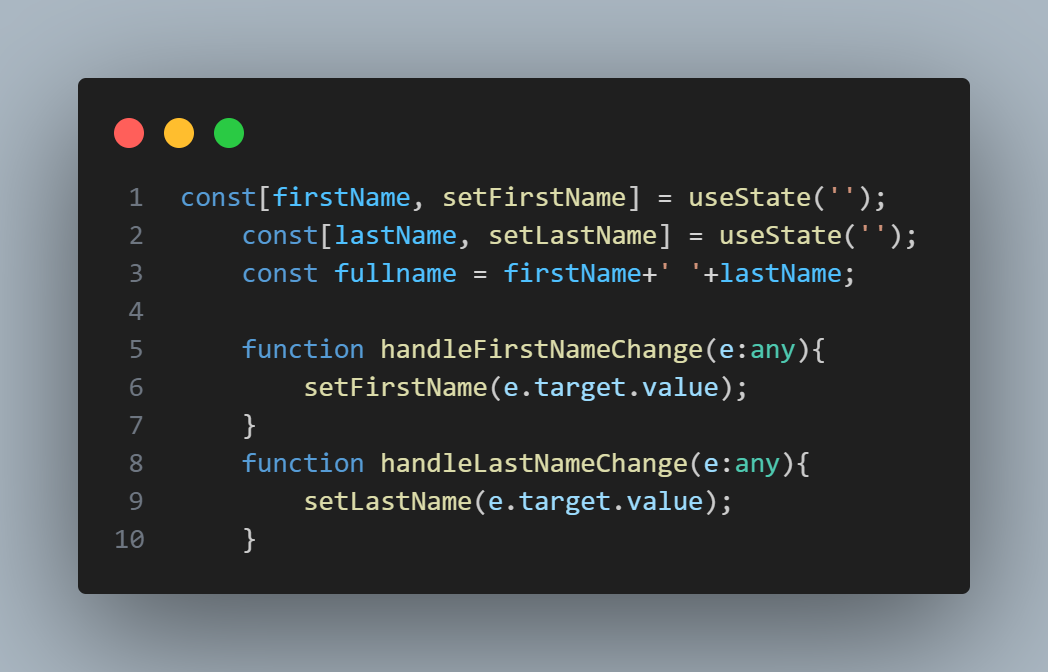 1 const[firstName, setFirstName] = useState('');
2     const[lastName, setLastName] = useState('');
3     const fullname = firstName+' '+lastName;
4
5     function handleFirstNameChange(e:any){
6         setFirstName(e.target.value);
7     }
8     function handleLastNameChange(e:any){
9         setLastName(e.target.value);
10     }